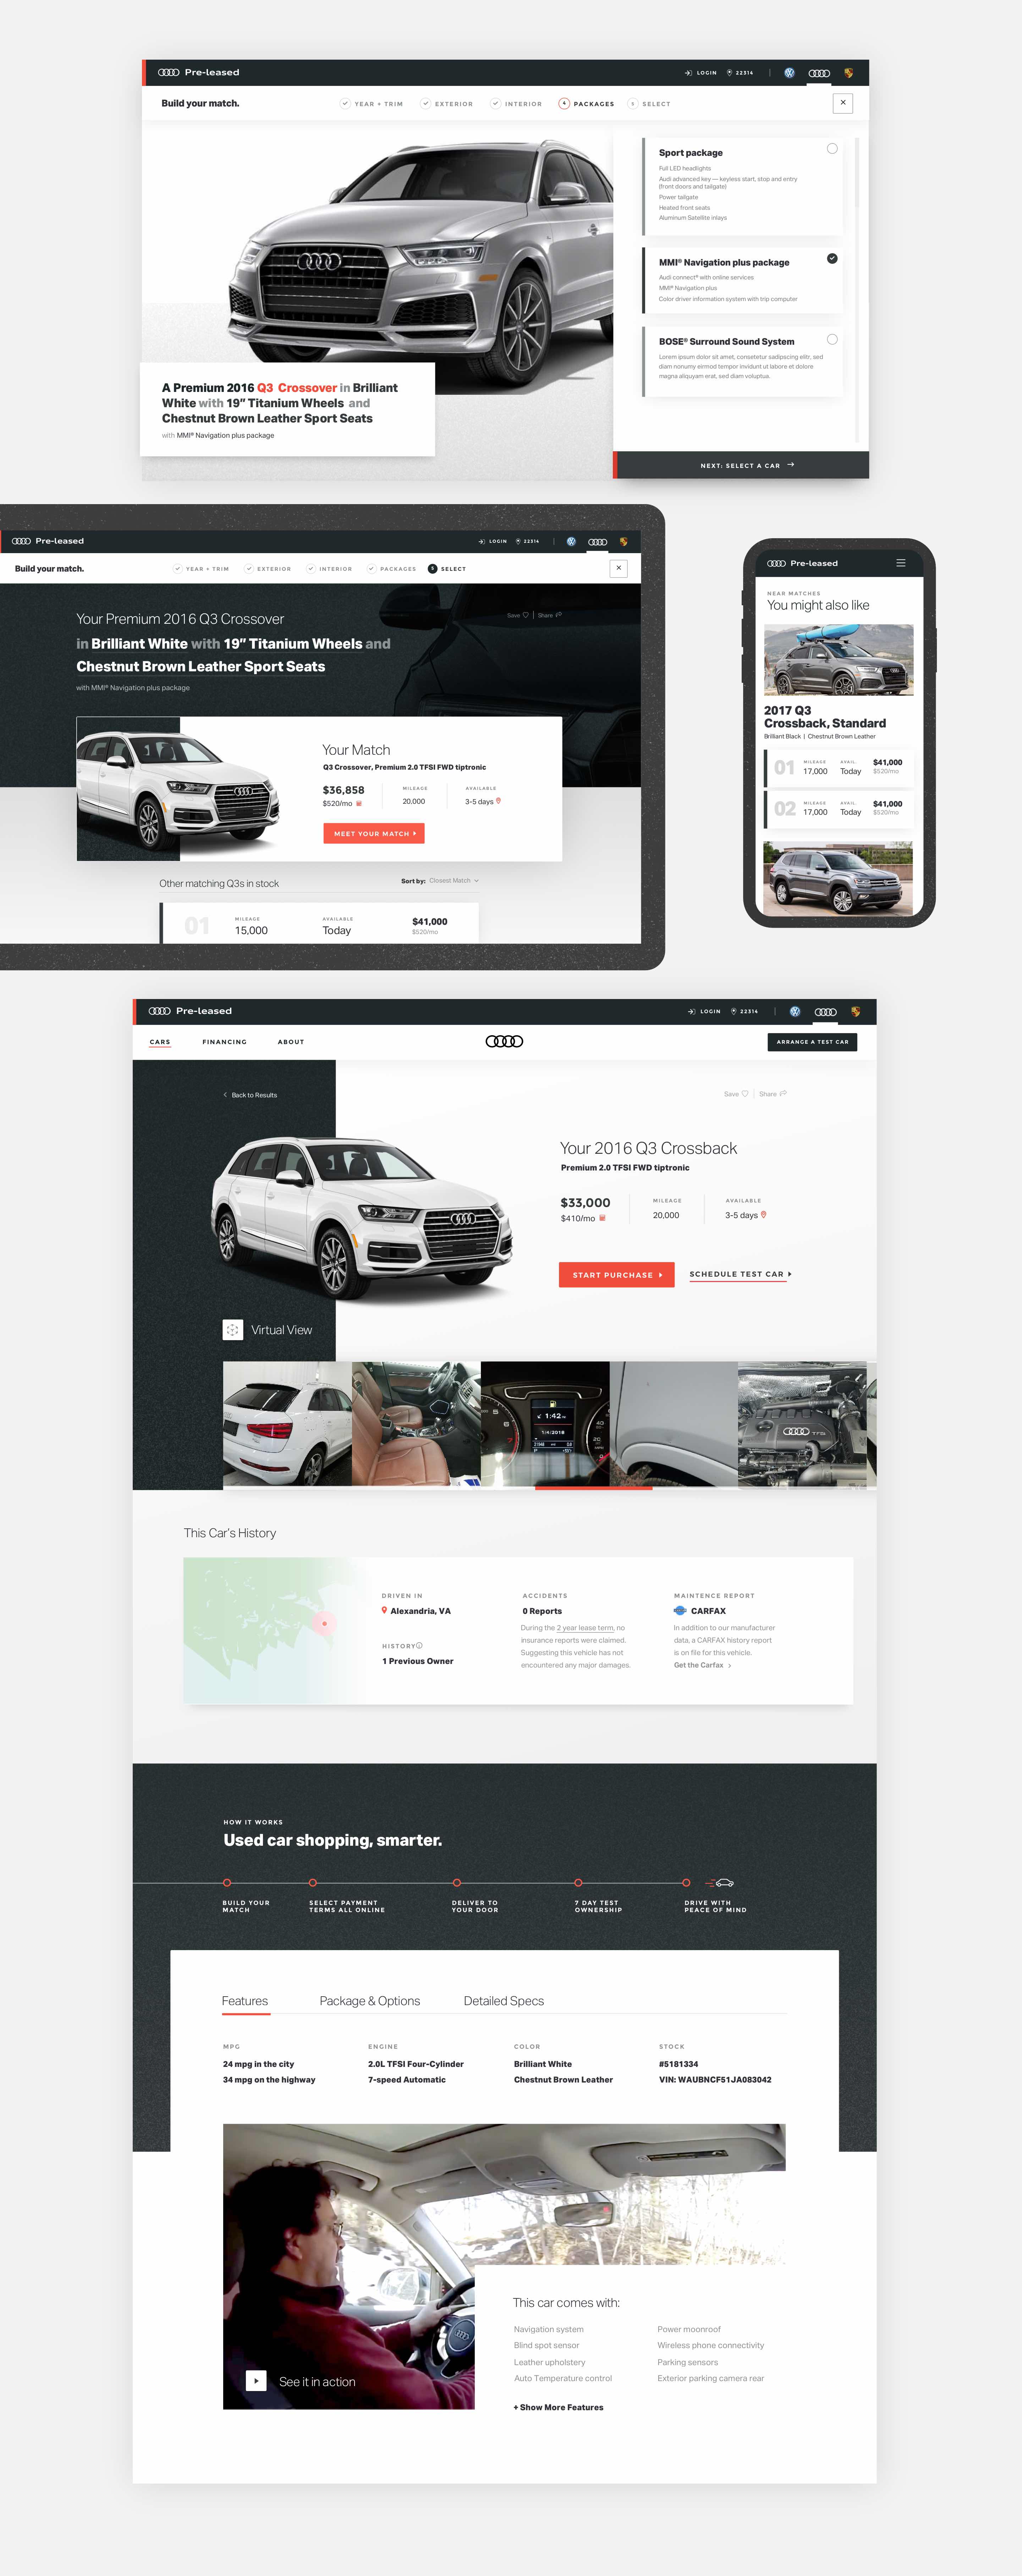 Pre-leased
LOGIN
22314
Build your match.
YEAR + TRIM
EXTERIOR
INTERIOR
4 PACKAGES
SELECT
Sport package
Full LED headlights
Audi advanced key — keyless start, stop and entry
(front doors and tailgate)
Power tailgate
Heated front seats
Aluminum Satellite inlays
MMI® Navigation plus package
Audi connect® with online services
MMI® Navigation plus
Color driver information system with trip computer
BOSE® Surround Sound System
Lorem ipsum dolor sit amet, consetetur sadipscing elitr, sed
diam nonumy eirmod tempor invidunt ut labore et dolore
magna aliquyam erat, sed diam voluptua.
A Premium 2016 Q3 Crossover in Brilliant
White with 19” Titanium Wheels and
Chestnut Brown Leather Sport Seats
with MMI® Navigation plus package
NEXT: SELECT A CAR
Pre-leased
LOGIN
22314
Build your match.
YEAR + TRIM
EXTERIOR
INTERIOR
PACKAGES
5 SELECT
Your Premium 2016 Q3 Crossover
Save
Share
in Brilliant White with 19” Titanium Wheels and
Chestnut Brown Leather Sport Seats
with MMI® Navigation plus package
Your Match
Q3 Crossover, Premium 2.0 TFSI FWD tiptronic
$36,858
$520/mo
MILEAGE
20.000
AVAILABLE
3-5 days
MEET YOUR MATCH
Other matching Q3s in stock
Sort by: Closest Match
01
MILEAGE
15,000
AVAILABLE
Today
$41,000
$520/mo
Pre-leased
NEAR MATCHES
You might also like
2017 Q3
Crossback, Standard
Brilliant Black | Chestnut Brown Leather
01
MILEAGE
17,000
AVAIL.
Today
$41,000
$520/mo
02
MILEAGE
17,000
AVAIL.
Today
$41,000
$520/mo
Pre-leased
LOGIN
22314
CARS
FINANCING
ABOUT
ARRANGE A TEST CAR
Back to Results
Save
Share
Your 2016 Q3 Crossback
Premium 2.0 TFSI FWD tiptronic
$33,000
$410/mo
MILEAGE
20,000
AVAILABLE
3-5 days
START PURCHASE
SCHEDULE TEST CAR
Virtual View
1:42
1/4/2018
TFSI
This Car's History
DRIVEN IN
Alexandria, VA
HISTORY
1 Previous Owner
ACCIDENTS
0 Reports
During the 2 year lease term, no
insurance reports were claimed.
Suggesting this vehicle has not
encountered any major damages.
MAINTENCE REPORT
CARFAX
In addition to our manufacturer
data, a CARFAX history report
is on file for this vehicle.
Get the Carfax
HOW IT WORKS
Used car shopping, smarter.
BUILD YOUR
MATCH
SELECT PAYMENT
TERMS ALL ONLINE
DELIVER TO
YOUR DOOR
7 DAY TEST
OWNERSHIP
DRIVE WITH
PEACE OF MIND
Features
Package & Options
Detailed Specs
MPG
24 mpg in the city
34 mpg on the highway
ENGINE
2.0L TFSI Four-Cylinder
7-speed Automatic
COLOR
Brilliant White
Chestnut Brown Leather
STOCK
#5181334
VIN: WAUBNCF51JA083042
See it in action
This car comes with:
Navigation system
Blind spot sensor
Leather upholstery
Auto Temperature control
Power moonroof
Wireless phone connectivity
Parking sensors
Exterior parking camera rear
+ Show More Features